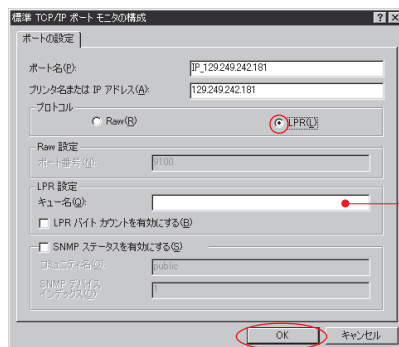 標準 TCP/IP ポート モニタの構成
ポートの設定
ポート名(P): IP_129.249.242.181
プリンタ名または IP アドレス(A): 129.249.242.181
プロトコル
Raw(R) LPR(L)
Raw 設定
ポート番号(N): 9100
LPR 設定
キュー名(Q):
LPR バイト カウントを有効にする(B)
SNMP ステータスを有効にする(S)
コミュニティ名(C): public
SNMP デバイス
インデックス(D): 1
OK キャンセル